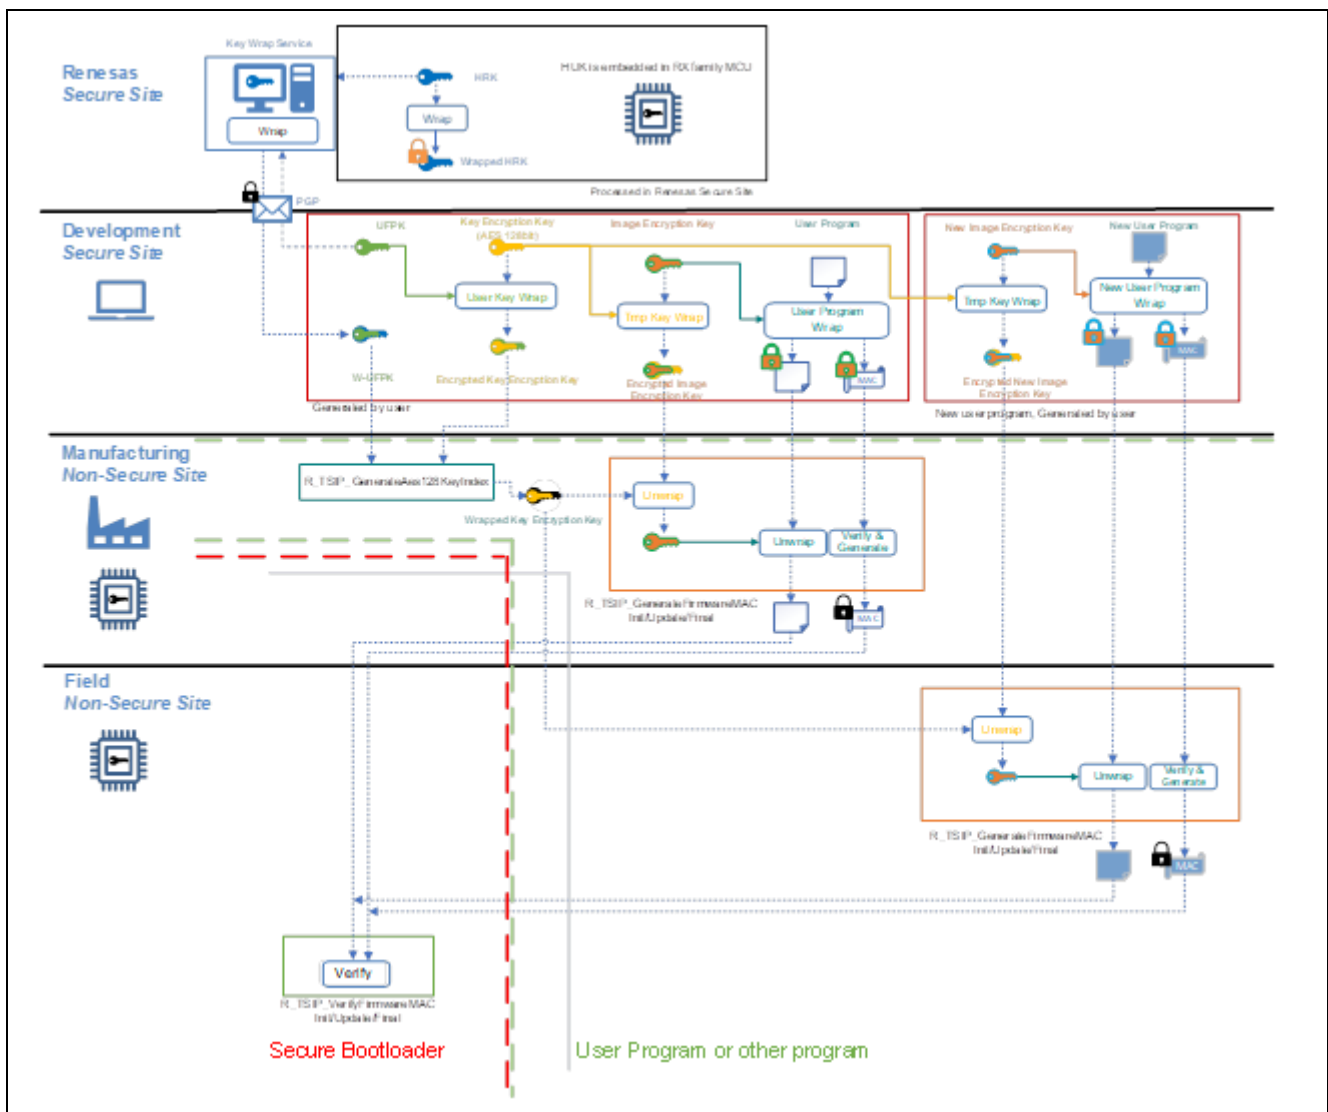 Key Wrap Service
Renesas
Secure Site
Wrap
HRK
Wrap
Wrapped HRK
HUK is embedded in RX family MCU
Processed in Renesas Secure Site
PGP
Development
Secure Site
UFPK
Key Encryption Key
(AES 128bit)
Image Encryption Key
User Program
New Image Encryption Key
New User Program
User Key Wrap
Tmp Key Wrap
User Program
Wrap
Tmp Key Wrap
New User Program
Wrap
MAC
MAC
W-UFPK
Encrypted Key Encryption Key
Encrypted Image
Encryption Key
Encrypted New Image
Encryption Key
Generated by user
New user program, Generated by user
Manufacturing
Non-Secure Site
R_TSIP_GenerateAes128KeyIndex
Wrapped Key Encryption Key
Unwrap
Unwrap
Verify &
Generate
R_TSIP_GenerateFirmwareMAC
Init/Update/Final
MAC
Field
Non-Secure Site
Unwrap
Unwrap
Verify &
Generate
R_TSIP_GenerateFirmwareMAC
Init/Update/Final
MAC
Verify
R_TSIP_VerifyFirmwareMAC
Init/Update/Final
Secure Bootloader
User Program or other program